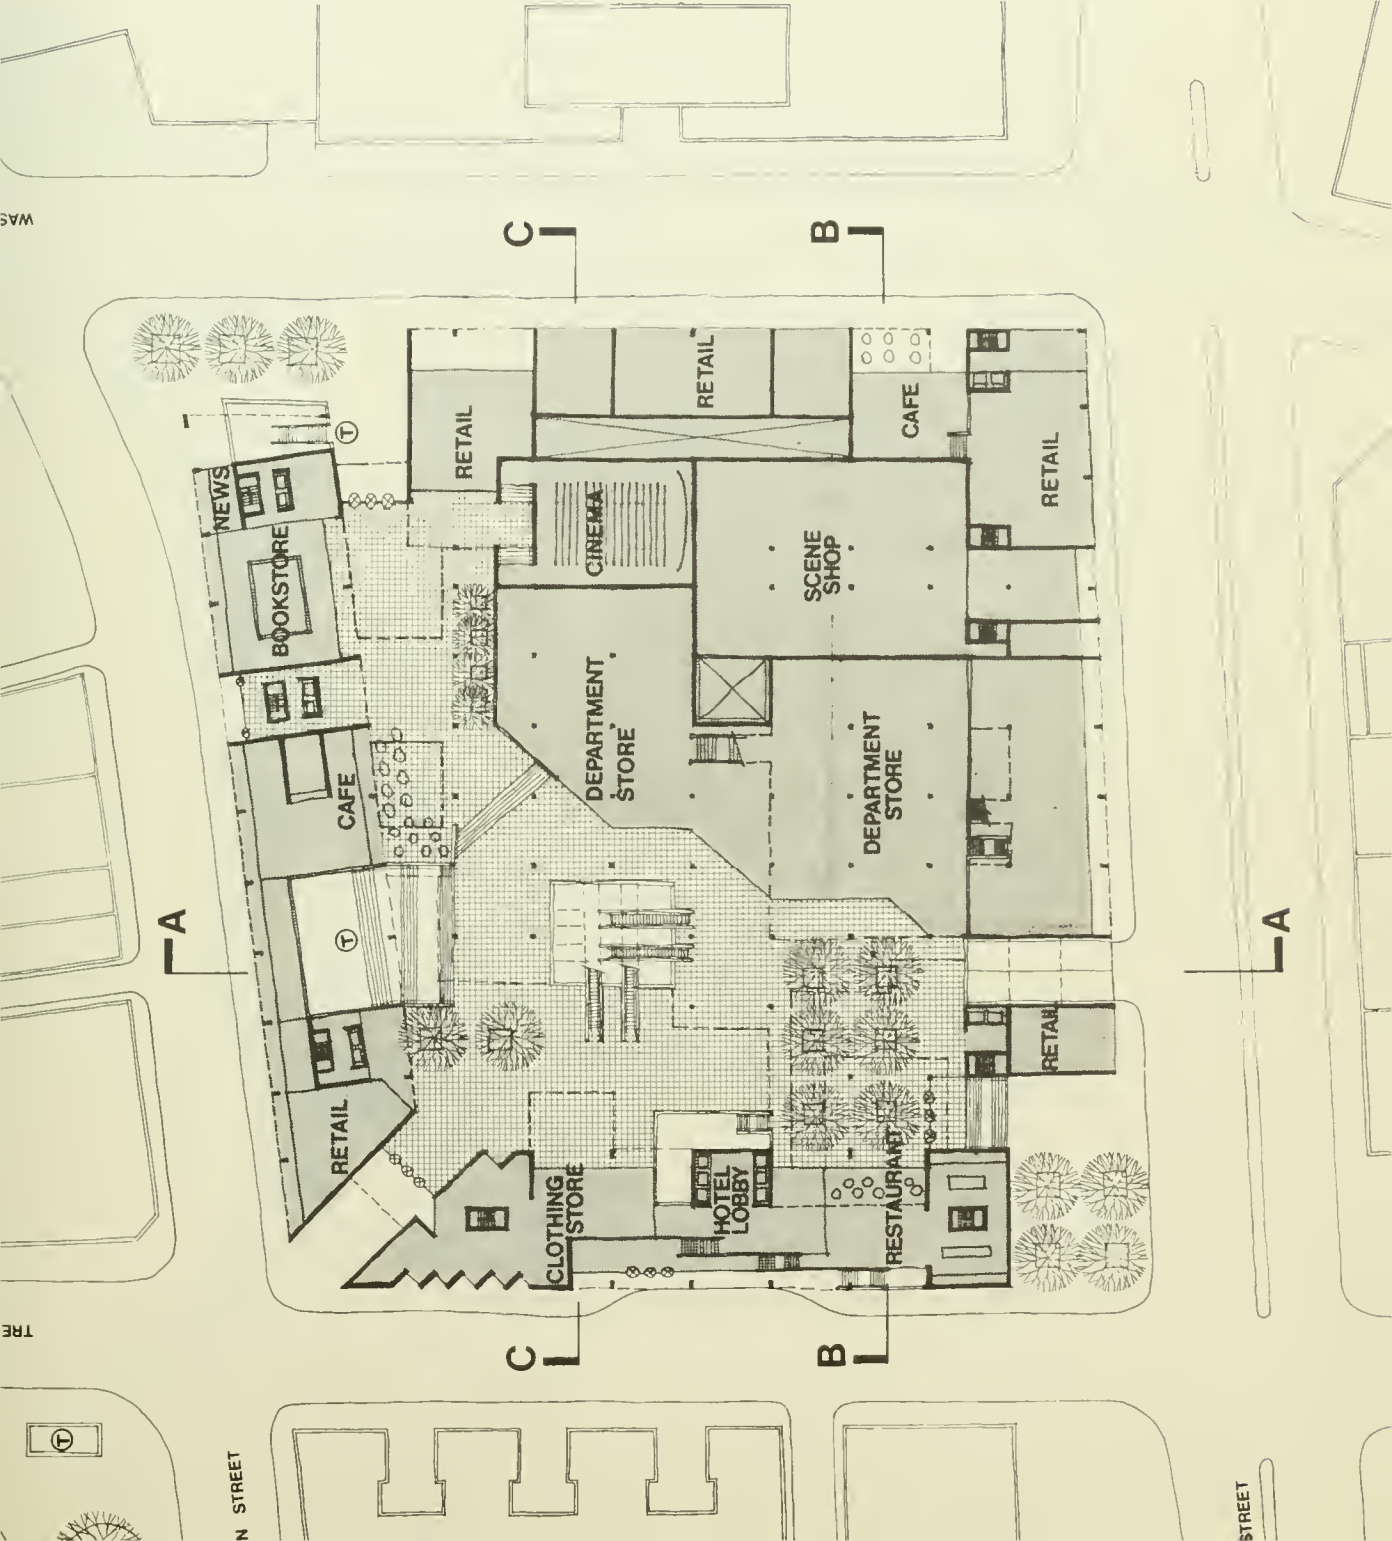 WAS
C
B
RETAIL
RETAIL
CAFE
RETAIL
T
NEWS
BOOKSTORE
CINEMA
SCENE
SHOP
DEPARTMENT
STORE
DEPARTMENT
STORE
CAFE
A
T
A
RETAIL
RETAIL
CLOTHING
STORE
HOTEL
LOBBY
RESTAURANT
TRE
C
B
T
N STREET
STREET